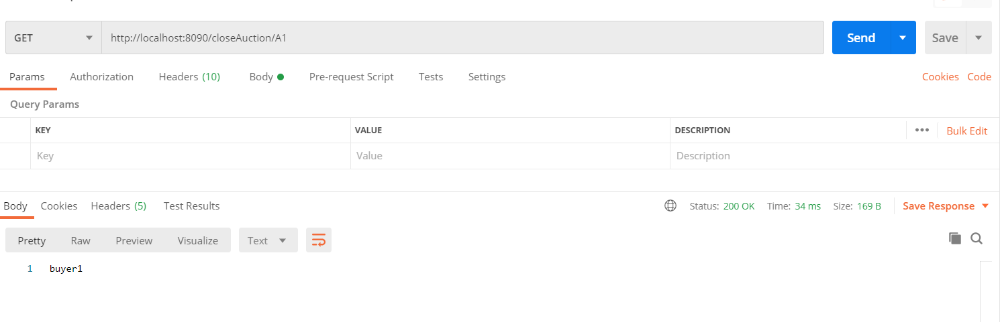 GET http://localhost:8090/closeAuction/A1 Send Save
Params Authorization Headers (10) Body Pre-request Script Tests Settings Cookies Code
Query Params
KEY VALUE DESCRIPTION ••• Bulk Edit
Key Value Description
Body Cookies Headers (5) Test Results Status: 200 OK Time: 34 ms Size: 169 B Save Response
Pretty Raw Preview Visualize Text
1 buyer1